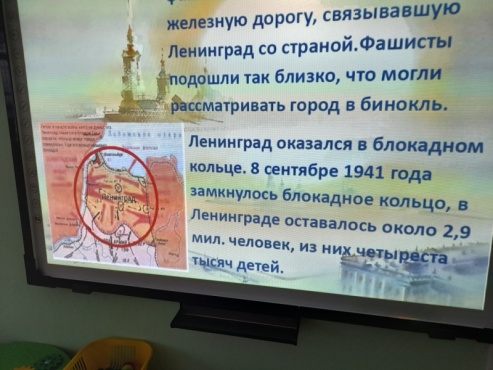 железную дорогу, связывавшую
Ленинград со страной.Фашисты
подошли так близко, что могли
рассматривать город в бинокль.
Ленинград оказался в блокадном
кольце. 8 сентябре 1941 года
замкнулось блокадное кольцо, в
Ленинграде оставалось около 2,9
мил. человек, из них четыреста
тысяч детей.
ЛЕНИНГРАД